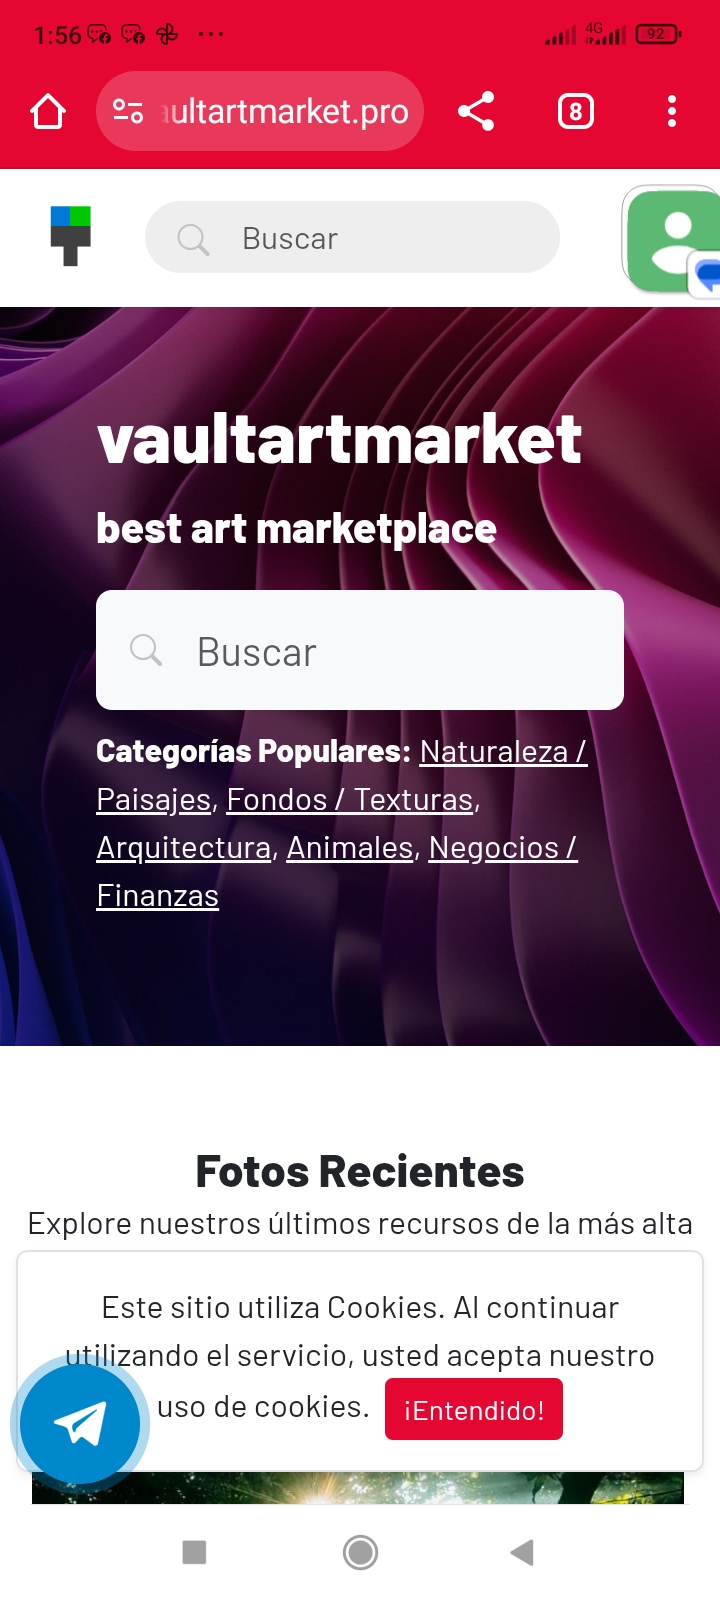 1:56
4G
92
aultartmarket.pro
8
Buscar
vaultartmarket
best art marketplace
Buscar
Categorías Populares: Naturaleza /
Paisajes, Fondos / Texturas,
Arquitectura, Animales, Negocios /
Finanzas
Fotos Recientes
Explore nuestros últimos recursos de la más alta
Este sitio utiliza Cookies. Al continuar
utilizando el servicio, usted acepta nuestro
uso de cookies. ¡Entendido!